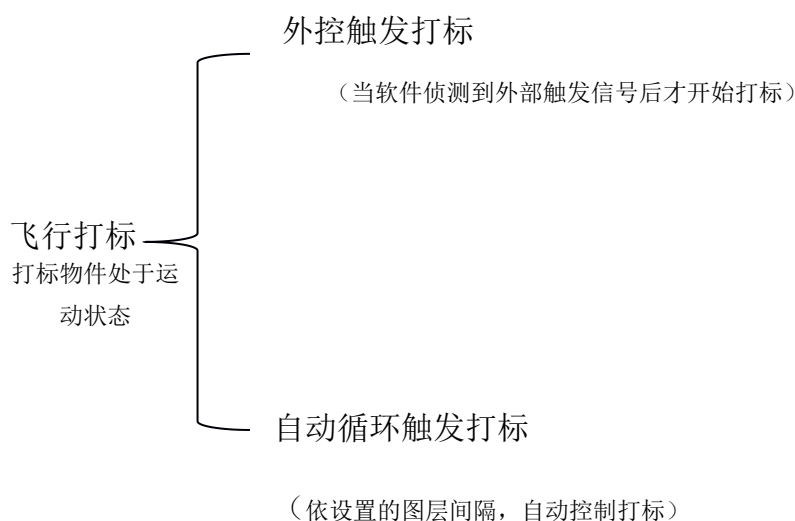 外控触发打标
（当软件侦测到外部触发信号后才开始打标）
飞行打标
打标物件处于运
动状态
自动循环触发打标
（依设置的图层间隔，自动控制打标）